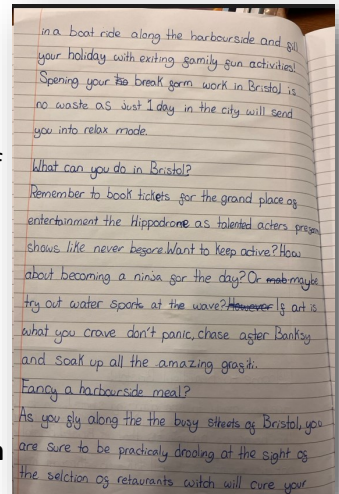 in a boat ride along the harbourside and fill
your holiday with exiting family fun activities!
Spening your break form work in Bristol is
no waste as Just 1 day in the city will send
you into relax mode.
What can you do in Bristol?
Remember to book tickets for the grand place of
entertainment the Hippodrome as talented acters presen
shows like never before. Want to keep active? How
about becoming a ninja for the day? Or maybe
try out water sports at the wave? If art is
what you crave don't panic, chase after Banksy
and soak up all the amazing grafiti.
Fancy a harbourside meal?
As you fly along the the busy streets of Bristol, you
are sure to be practicaly drooling at the sight of
the selction of retaurants witch will cure your